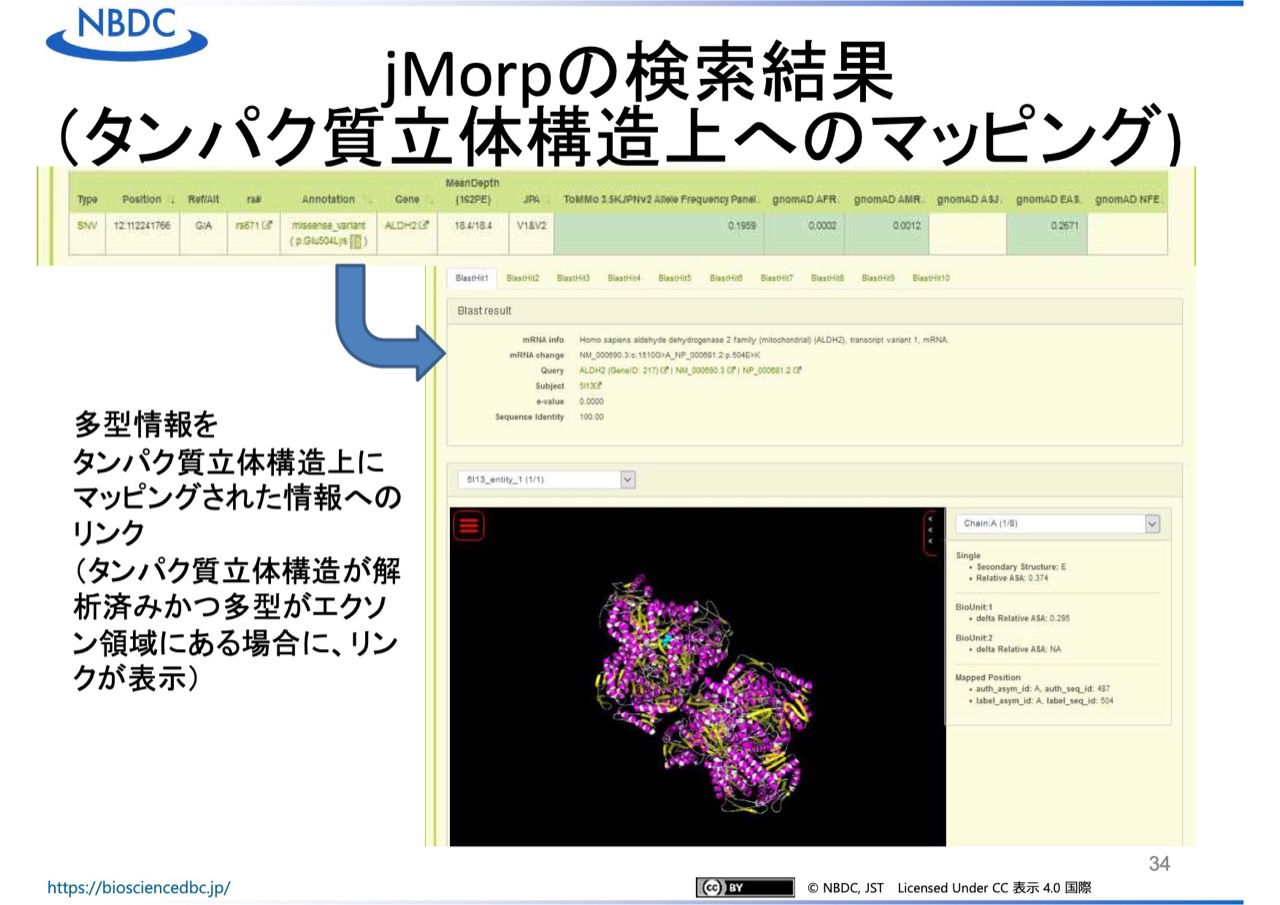 NBDC
jMorpの検索結果
（タンパク質立体構造上へのマッピング）
Type Position Ref/Alt rs# Annotation Gene MeanDepth (162PE) JPA ToMMo 3.5KJPNv2 Allele Frequency Panel. gnomAD AFR. gnomAD AMR. gnomAD ASJ. gnomAD EAS. gnomAD NFE.
SNV 12:112241766 G/A rs671 missense_variant ( p.Glu504Lys ) ALDH2 18.4/18.4 V1&V2 0.1959 0.0002 0.0012 0.2671
BlastHit1 BlastHit2 BlastHit3 BlastHit4 BlastHit5 BlastHit6 BlastHit7 BlastHit8 BlastHit9 BlastHit10
Blast result
mRNA info Homo sapiens aldehyde dehydrogenase 2 family (mitochondrial) (ALDH2), transcript variant 1, mRNA.
mRNA change NM_000690.3:c.1510G>A_NP_000681.2:p.504E>K
Query ALDH2 (GeneID: 217) | NM_000690.3 | NP_000681.2
Subject 5l13
e-value 0.0000
Sequence Identity 100.00
多型情報を
タンパク質立体構造上に
マッピングされた情報への
リンク
（タンパク質立体構造が解
析済みかつ多型がエクソ
ン領域にある場合に、リン
クが表示）
5l13_entity_1 (1/1)
<
<
<
Chain:A (1/8)
Single
• Secondary Structure: E
• Relative ASA: 0.374
BioUnit:1
• delta Relative ASA: 0.285
BioUnit:2
• delta Relative ASA: NA
Mapped Position
• auth_asym_id: A, auth_seq_id: 487
• label_asym_id: A, label_seq_id: 504
34
https://biosciencedbc.jp/
cc BY
© NBDC, JST Licensed Under CC 表示 4.0 国際